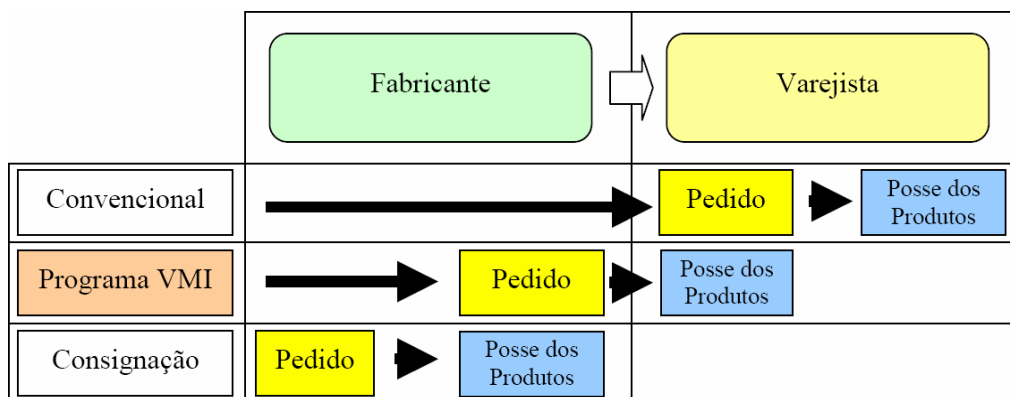 Fabricante
Varejista
Convencional
Pedido
Posse dos
Produtos
Programa VMI
Pedido
Posse dos
Produtos
Consignação
Pedido
Posse dos
Produtos